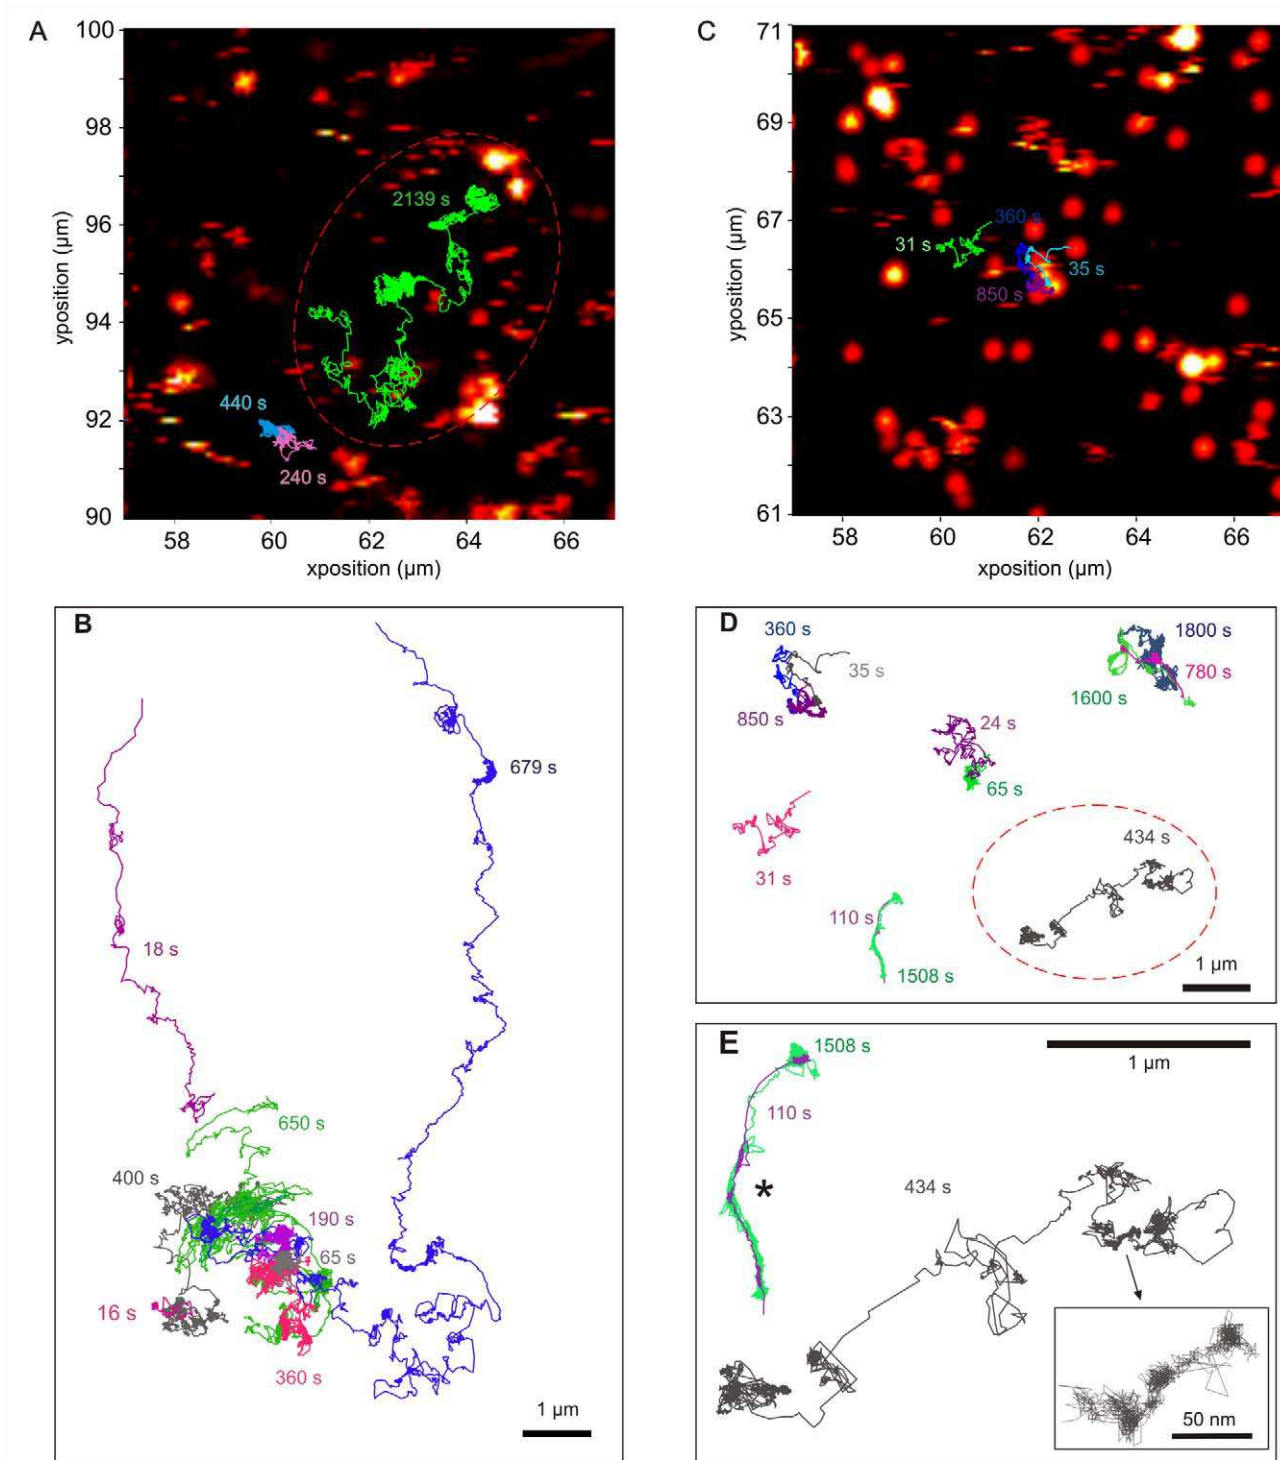 A
100
98
96
94
92
90
yposition (µm)
58
60
62
64
66
xposition (µm)
2139 s
440 s
240 s
C
71
69
67
65
63
61
yposition (µm)
58
60
62
64
66
xposition (µm)
360 s
31 s
35 s
850 s
B
679 s
18 s
650 s
400 s
190 s
65 s
16 s
360 s
1 µm
D
360 s
35 s
850 s
1800 s
780 s
1600 s
24 s
65 s
31 s
434 s
110 s
1508 s
1 µm
E
1508 s
1 µm
110 s
*
434 s
50 nm